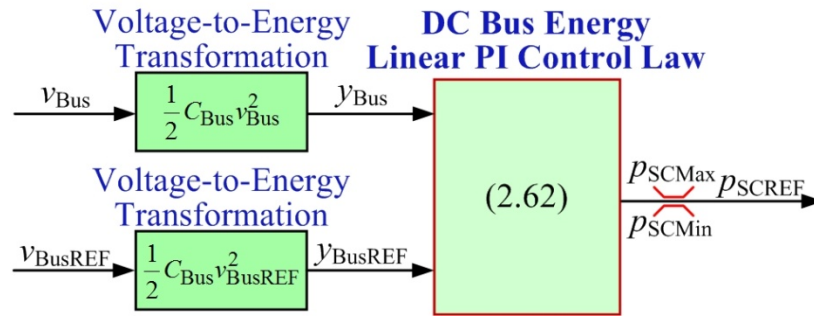 Voltage-to-Energy
Transformation
DC Bus Energy
Linear PI Control Law
v_Bus
1/2 C_Bus v_Bus^2
y_Bus
Voltage-to-Energy
Transformation
(2.62)
p_SCMax
p_SCREF
p_SCMin
v_BusREF
1/2 C_Bus v_BusREF^2
y_BusREF